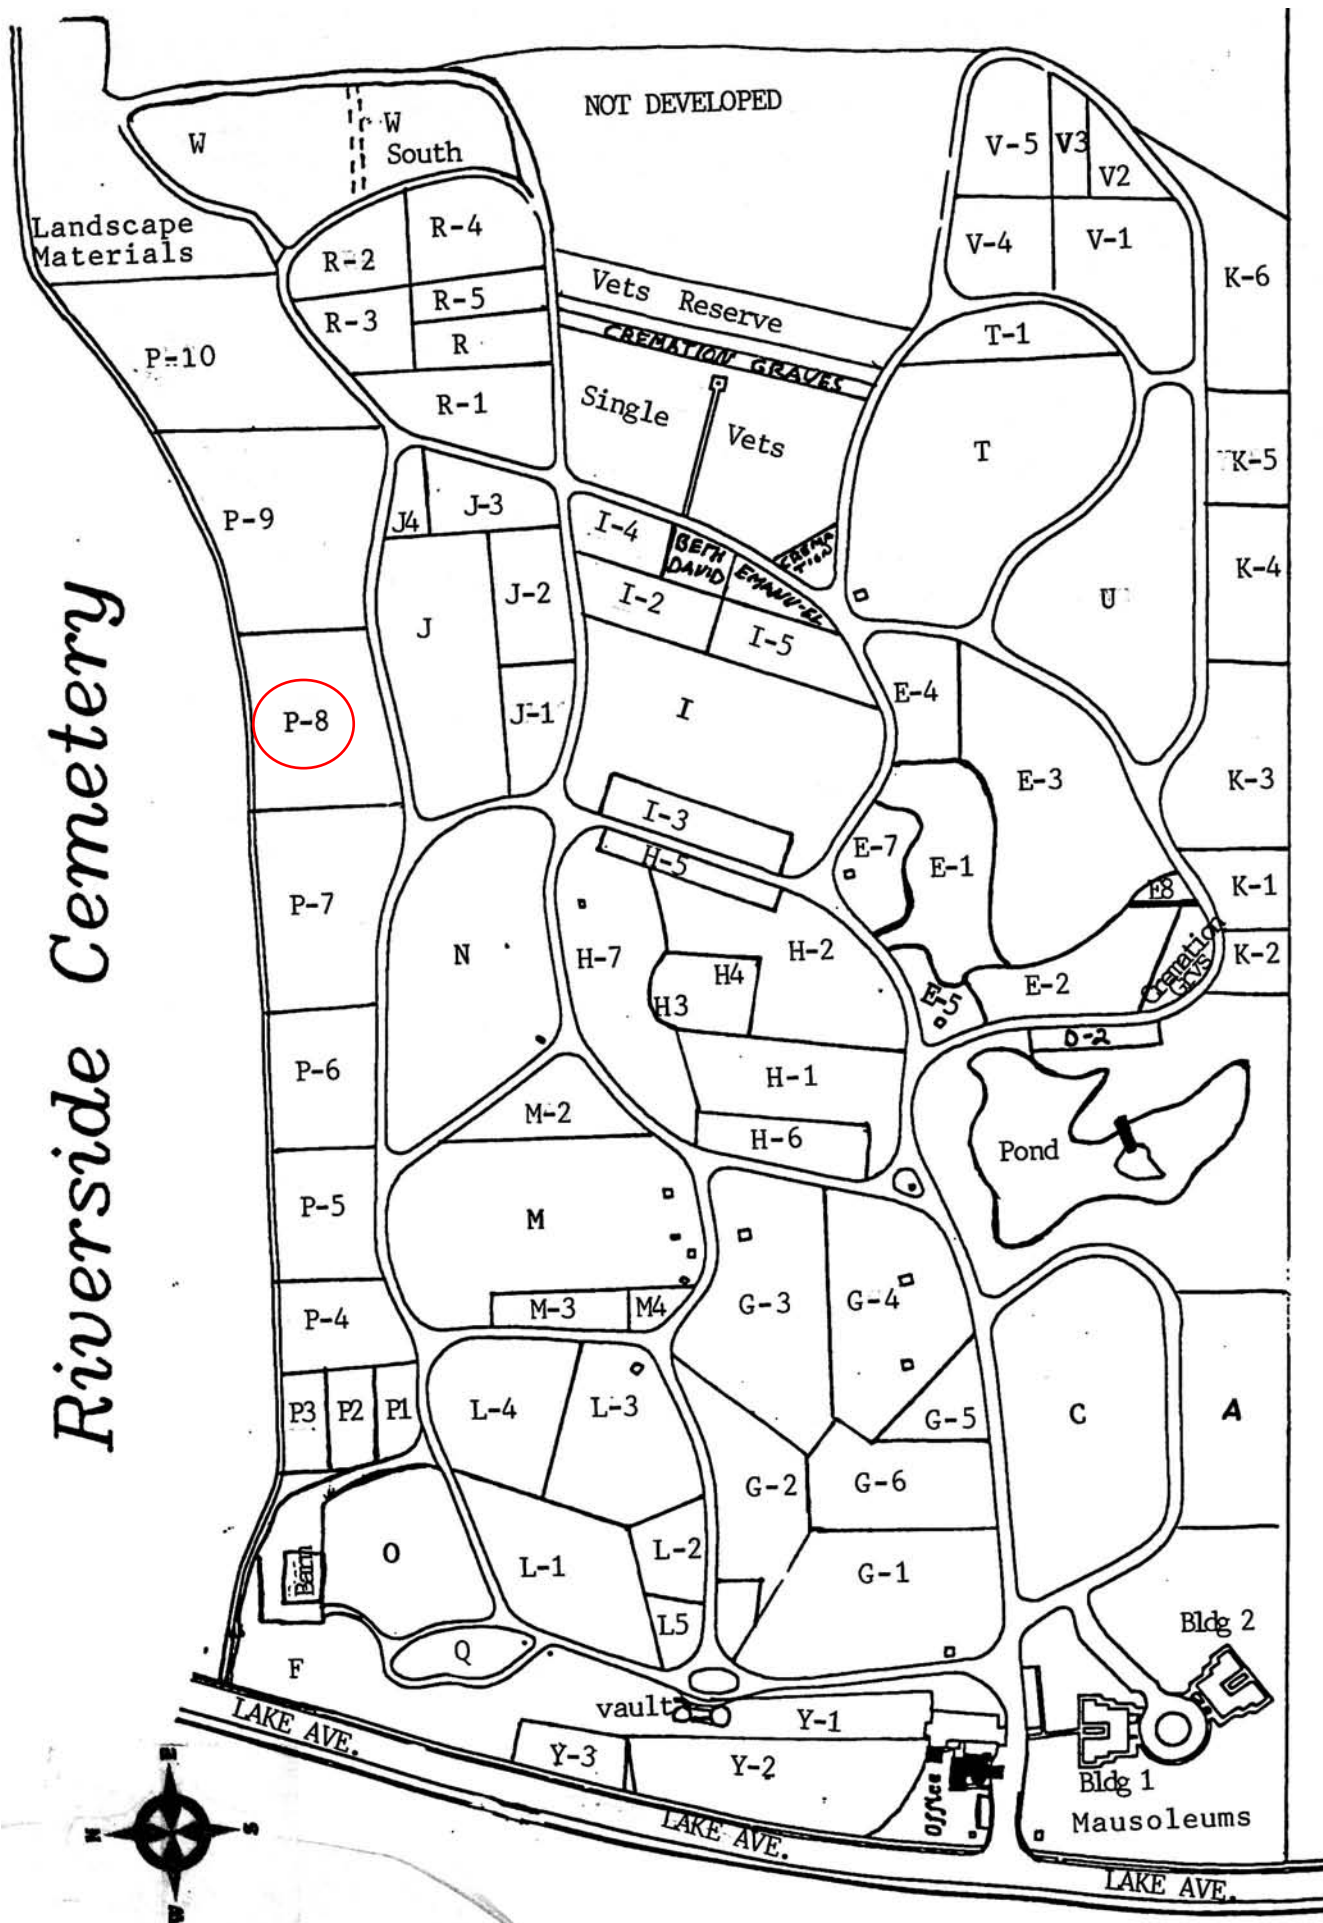 Riverside Cemetery
NOT DEVELOPED
W
W
South
Landscape
Materials
R-2
R-4
R-3
R-5
R
R-1
V-5
V3
V2
V-4
V-1
K-6
Vets Reserve
CREMATION GRAVES
T-1
P-10
Single
Vets
T
K-5
P-9
J4
J-3
I-4
BETH
DAVID
EMANU-EL
CREMA
TION
K-4
J
J-2
I-2
I-5
U
P-8
J-1
I
E-4
E-3
K-3
I-3
H-5
E-7
E-1
E8
K-1
P-7
N
H-7
H-2
H4
H3
Cremation
Grvs
K-2
E-5
E-2
D-2
P-6
H-1
M-2
H-6
Pond
P-5
M
P-4
M-3
M4
G-3
G-4
P3
P2
P1
L-4
L-3
G-5
C
A
G-2
G-6
O
Barn
L-1
L-2
G-1
L5
F
Q
Bldg 2
vault
Y-1
Y-3
Y-2
Office
Bldg 1
Mausoleums
LAKE AVE.
LAKE AVE.
LAKE AVE.
E
N
S
W